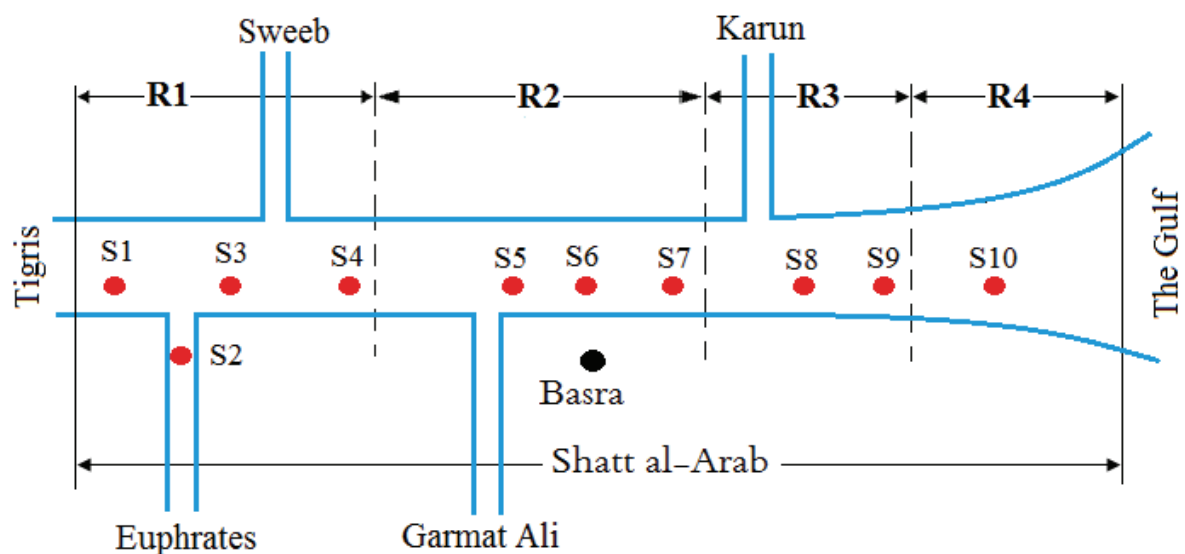 Sweeb
Karun
R1
R2
R3
R4
Tigris
S1
S3
S4
S5
S6
S7
S8
S9
S10
The Gulf
S2
Basra
Shatt al-Arab
Euphrates
Garmat Ali